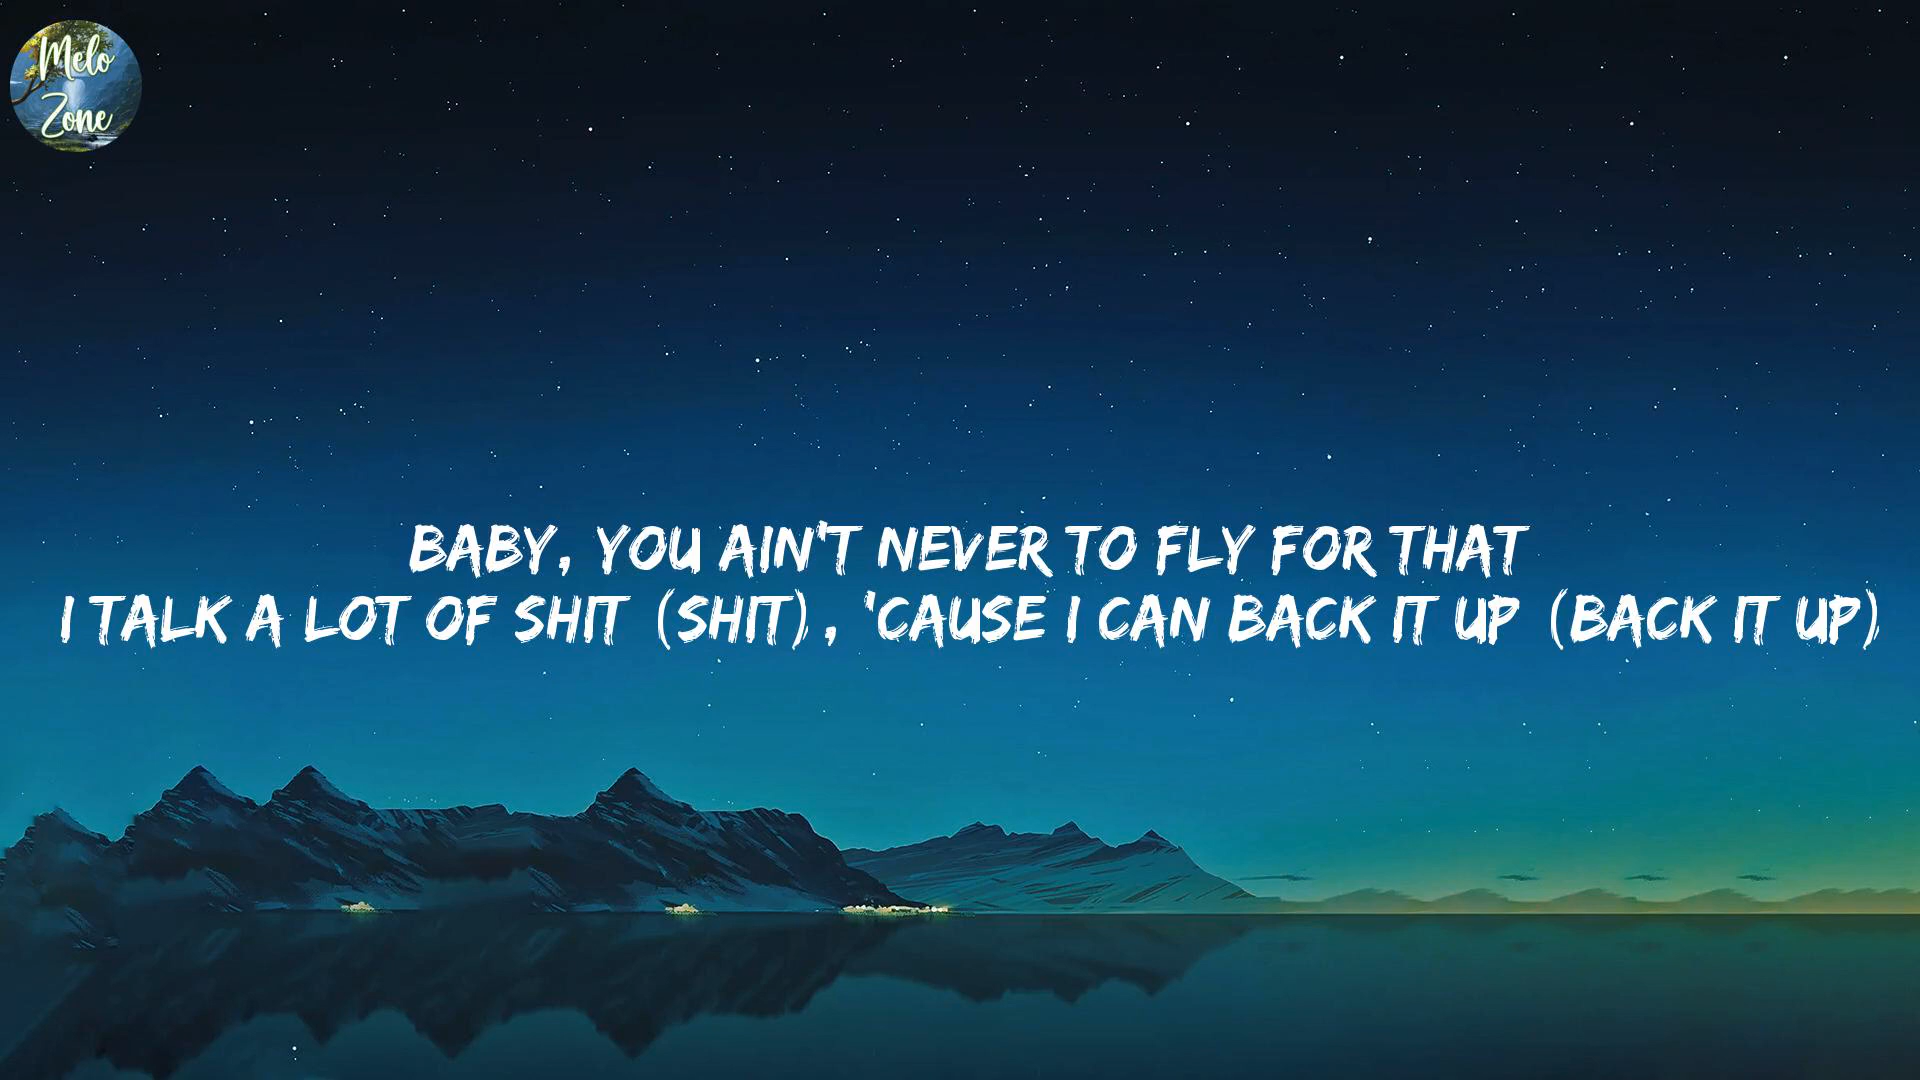 Melo
Zone
BABY, YOU AIN'T NEVER TO FLY FOR THAT
I TALK A LOT OF SHIT (SHIT), 'CAUSE I CAN BACK IT UP (BACK IT UP)